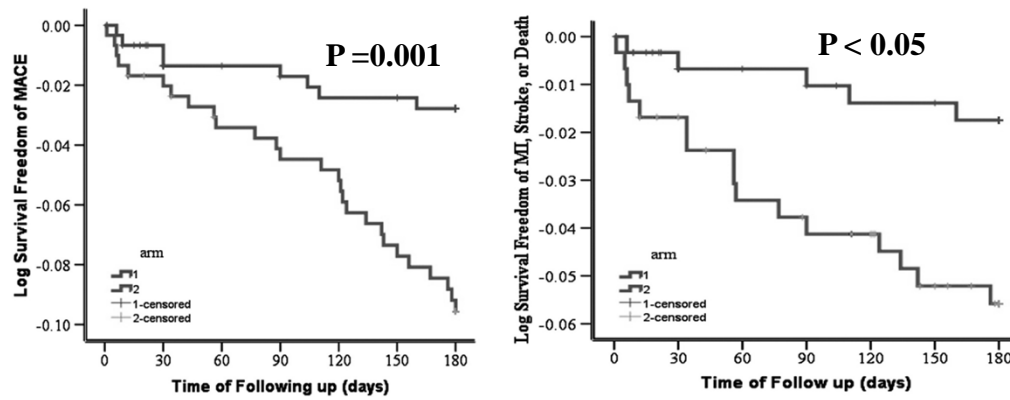 P =0.001
Log Survival Freedom of MACE
0.00
-0.02
-0.04
-0.06
-0.08
-0.10
arm
1
2
1-censored
2-censored
0 30 60 90 120 150 180
Time of Following up (days)
P < 0.05
Log Survival Freedom of MI, Stroke, or Death
0.00
-0.01
-0.02
-0.03
-0.04
-0.05
-0.06
arm
1
2
1-censored
2-censored
0 30 60 90 120 150 180
Time of Follow up (days)